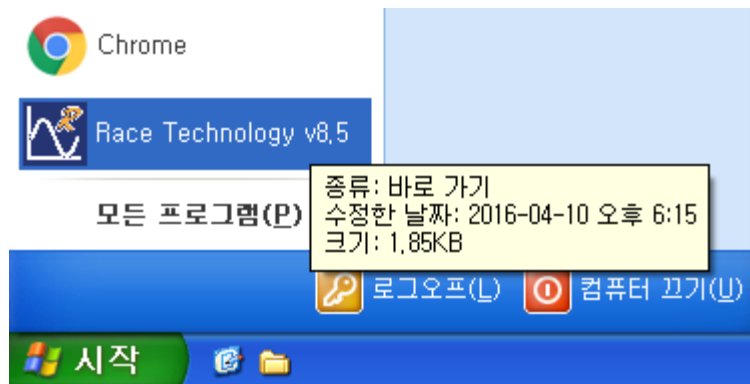 Chrome
Race Technology v8.5
종류: 바로 가기
모든 프로그램(P)
수정한 날짜: 2016-04-10 오후 6:15
크기: 1.85KB
로그오프(L)
컴퓨터 끄기(U)
시작